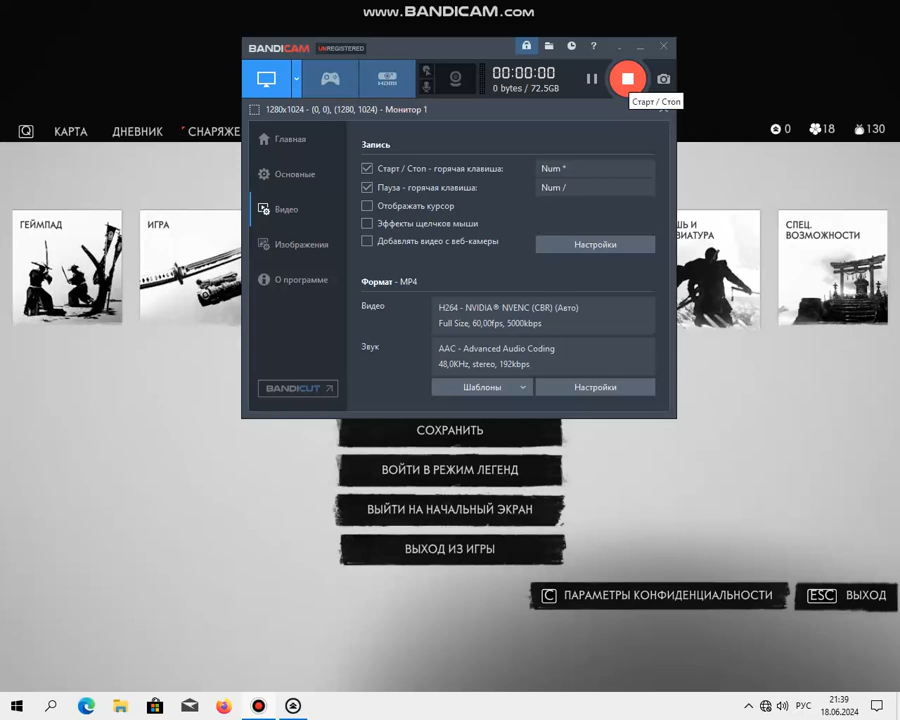 www.BANDICAM.com
BANDICAM UNREGISTERED
?
HDMI
00:00:00
0 bytes / 72.5GB
Старт / Стоп
1280x1024 - (0, 0), (1280, 1024) - Монитор 1
Q КАРТА ДНЕВНИК СНАРЯЖЕ
0 18 130
Главная
Основные
Видео
Изображения
О программе
BANDICUT
Запись
Старт / Стоп - горячая клавиша: Num *
Пауза - горячая клавиша: Num /
Отображать курсор
Эффекты щелчков мыши
Добавлять видео с веб-камеры Настройки
Формат - MP4
Видео H264 - NVIDIA® NVENC (CBR) (Авто)
Full Size, 60,00fps, 5000kbps
Звук AAC - Advanced Audio Coding
48,0KHz, stereo, 192kbps
Шаблоны Настройки
ГЕЙМПАД
ИГРА
СПЕЦ.
ВОЗМОЖНОСТИ
СОХРАНИТЬ
ВОЙТИ В РЕЖИМ ЛЕГЕНД
ВЫЙТИ НА НАЧАЛЬНЫЙ ЭКРАН
ВЫХОД ИЗ ИГРЫ
C ПАРАМЕТРЫ КОНФИДЕНЦИАЛЬНОСТИ
ESC ВЫХОД
РУС
21:39
18.06.2024